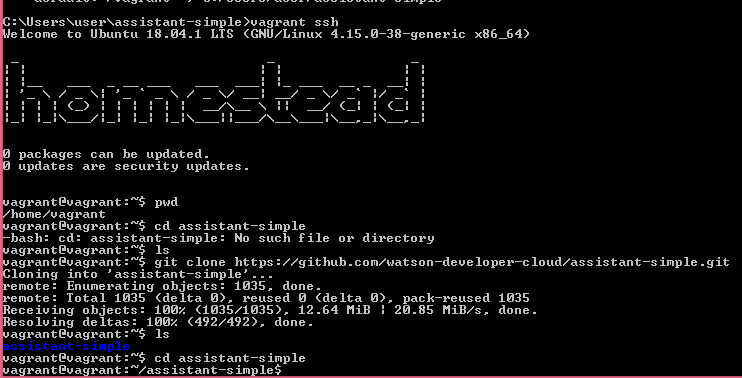 C:\Users\user\assistant-simple>vagrant ssh
Welcome to Ubuntu 18.04.1 LTS (GNU/Linux 4.15.0-38-generic x86_64)
homestead
0 packages can be updated.
0 updates are security updates.
vagrant@vagrant:~$ pwd
/home/vagrant
vagrant@vagrant:~$ cd assistant-simple
-bash: cd: assistant-simple: No such file or directory
vagrant@vagrant:~$ ls
vagrant@vagrant:~$ git clone https://github.com/watson-developer-cloud/assistant-simple.git
Cloning into 'assistant-simple'...
remote: Enumerating objects: 1035, done.
remote: Total 1035 (delta 0), reused 0 (delta 0), pack-reused 1035
Receiving objects: 100% (1035/1035), 12.64 MiB | 20.85 MiB/s, done.
Resolving deltas: 100% (492/492), done.
vagrant@vagrant:~$ ls
assistant-simple
vagrant@vagrant:~$ cd assistant-simple
vagrant@vagrant:~/assistant-simple$